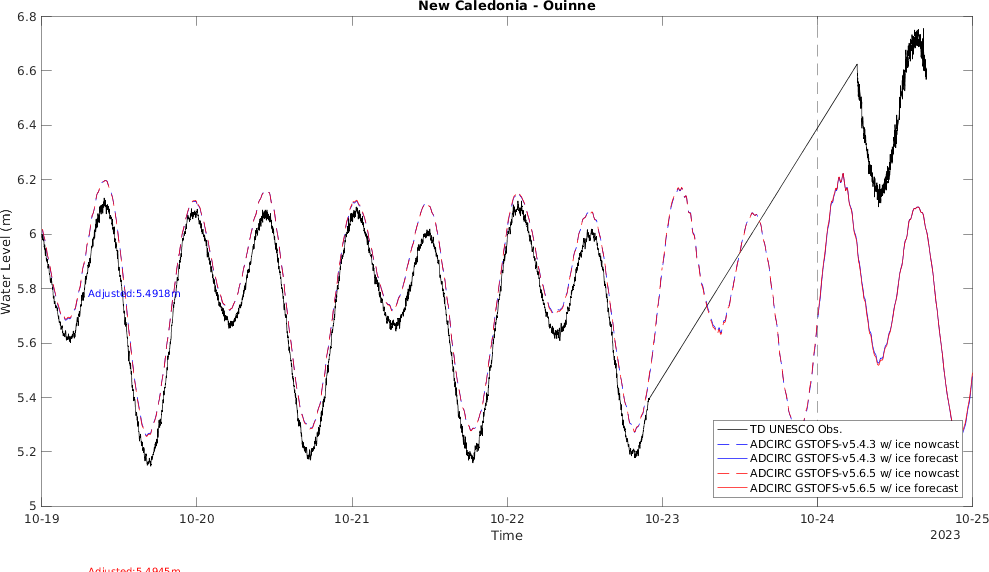 New Caledonia - Ouinne
6.8
6.6
6.4
6.2
6
5.8
5.6
5.4
5.2
5
Water Level (m)
Adjusted:5.4918m
TD UNESCO Obs.
ADCIRC GSTOFS-v5.4.3 w/ ice nowcast
ADCIRC GSTOFS-v5.4.3 w/ ice forecast
ADCIRC GSTOFS-v5.6.5 w/ ice nowcast
ADCIRC GSTOFS-v5.6.5 w/ ice forecast
10-19 10-20 10-21 10-22 10-23 10-24 10-25
Time
2023
Adjusted:5.4945m